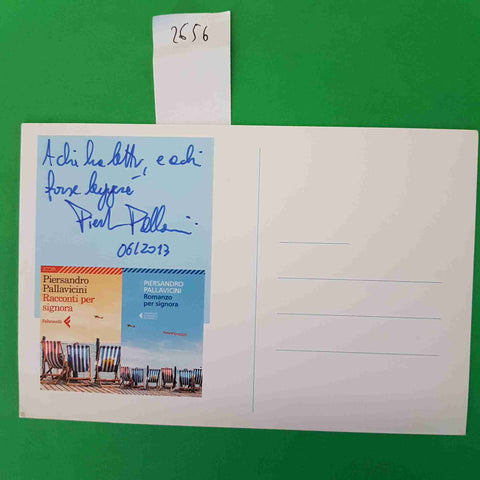 2656
A chi ha letto, e a chi
forse leggerà
06/2013
Piersandro
Pallavicini
Racconti per
signora
Feltrinelli
PIERSANDRO
PALLAVICINI
Romanzo
per signora